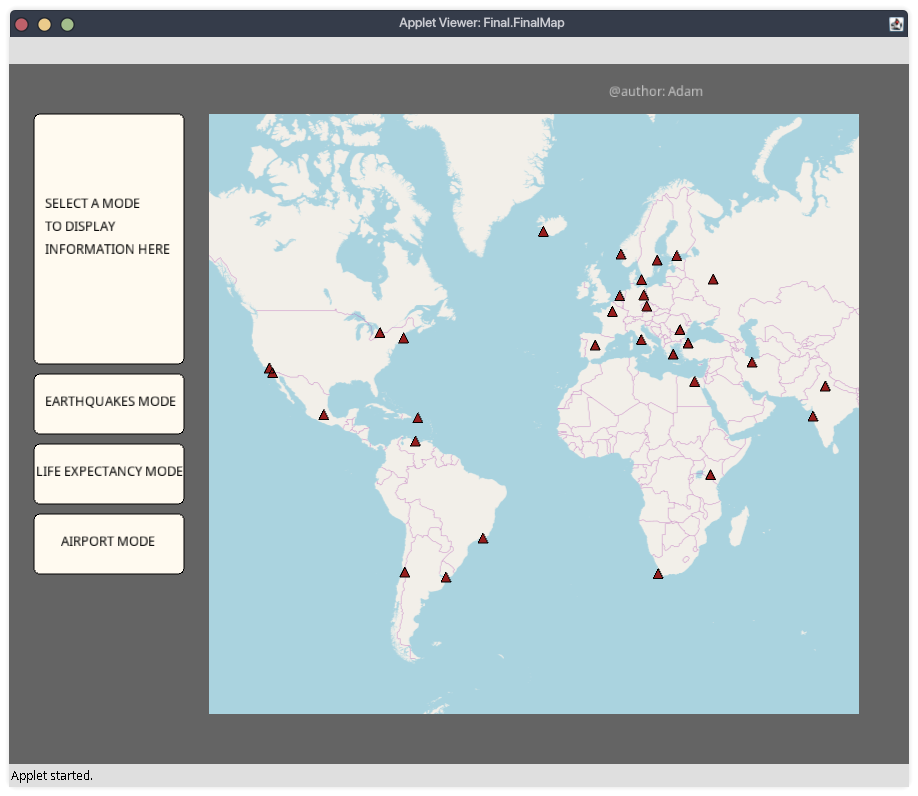 Applet Viewer: Final.FinalMap
@author: Adam
SELECT A MODE
TO DISPLAY
INFORMATION HERE
EARTHQUAKES MODE
LIFE EXPECTANCY MODE
AIRPORT MODE
Applet started.